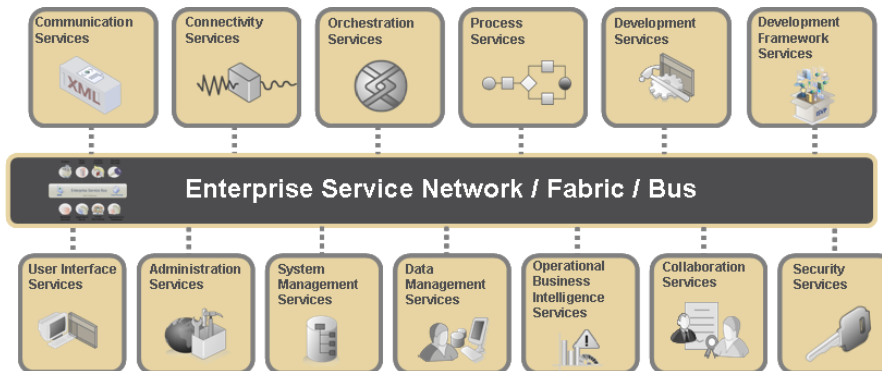 Communication
Services
Connectivity
Services
Orchestration
Services
Process
Services
Development
Services
Development
Framework
Services
XML
Enterprise Service Network / Fabric / Bus
User Interface
Services
Administration
Services
System
Management
Services
Data
Management
Services
Operational
Business
Intelligence
Services
Collaboration
Services
Security
Services